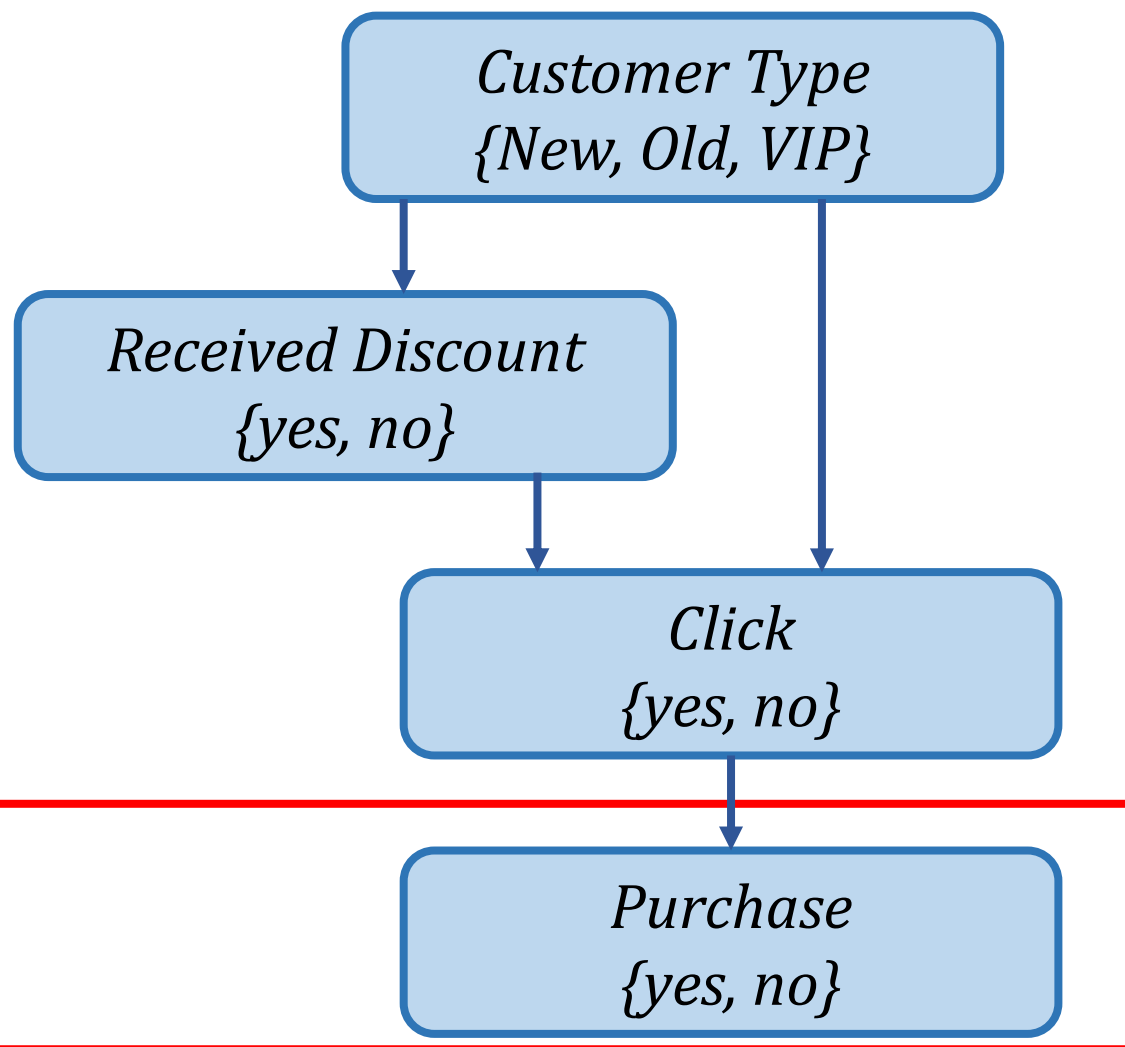 Customer Type
{New, Old, VIP}
Received Discount
{yes, no}
Click
{yes, no}
Purchase
{yes, no}